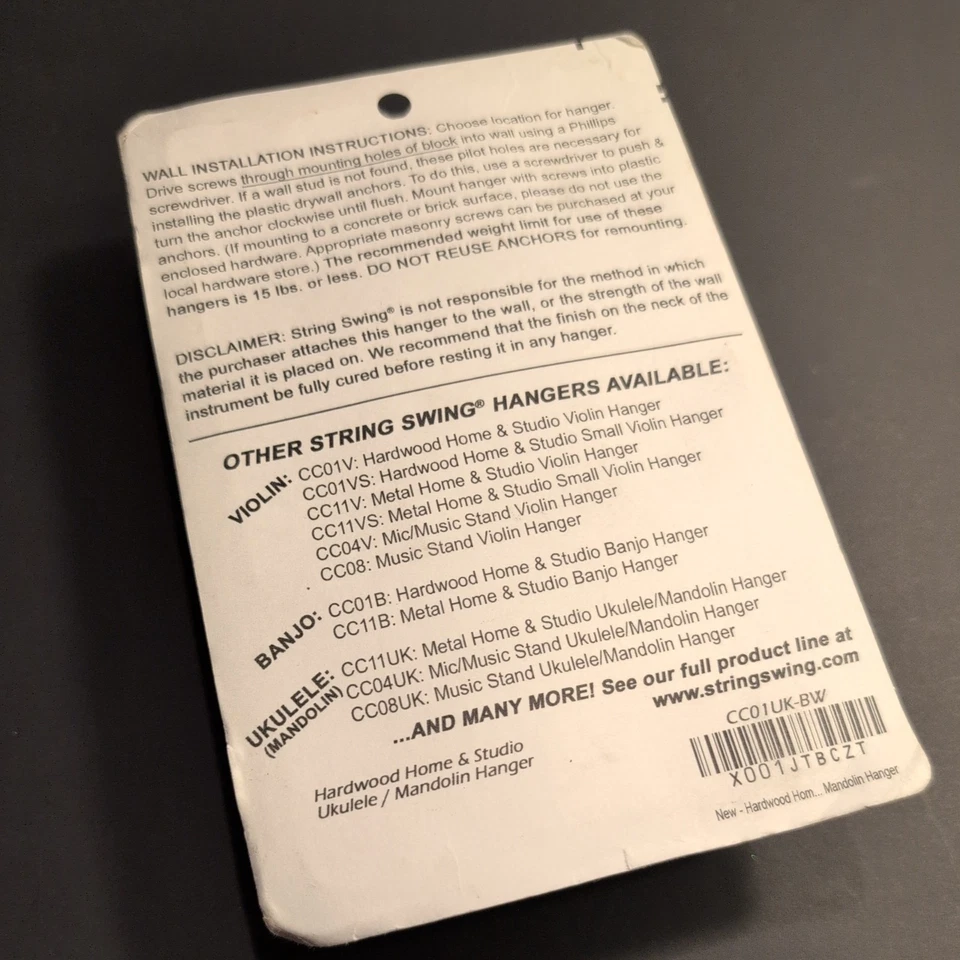 WALL INSTALLATION INSTRUCTIONS: Choose location for hanger.
Drive screws through mounting holes of block into wall using a Phillips
screwdriver. If a wall stud is not found, these pilot holes are necessary for
installing the plastic drywall anchors. To do this, use a screwdriver to push &
turn the anchor clockwise until flush. Mount hanger with screws into plastic
anchors. (If mounting to a concrete or brick surface, please do not use the
enclosed hardware. Appropriate masonry screws can be purchased at your
local hardware store.) The recommended weight limit for use of these
hangers is 15 lbs. or less. DO NOT REUSE ANCHORS for remounting.
DISCLAIMER: String Swing® is not responsible for the method in which
the purchaser attaches this hanger to the wall, or the strength of the wall
material it is placed on. We recommend that the finish on the neck of the
instrument be fully cured before resting it in any hanger.
OTHER STRING SWING® HANGERS AVAILABLE:
VIOLIN: CC01V: Hardwood Home & Studio Violin Hanger
CC01VS: Hardwood Home & Studio Small Violin Hanger
CC11V: Metal Home & Studio Violin Hanger
CC11VS: Metal Home & Studio Small Violin Hanger
CC04V: Mic/Music Stand Violin Hanger
CC08: Music Stand Violin Hanger
BANJO: CC01B: Hardwood Home & Studio Banjo Hanger
CC11B: Metal Home & Studio Banjo Hanger
UKULELE: CC11UK: Metal Home & Studio Ukulele/Mandolin Hanger
(MANDOLIN) CC04UK: Mic/Music Stand Ukulele/Mandolin Hanger
CC08UK: Music Stand Ukulele/Mandolin Hanger
...AND MANY MORE! See our full product line at
www.stringswing.com
Hardwood Home & Studio
Ukulele / Mandolin Hanger
CC01UK-BW
X001JTBCZT
New - Hardwood Hom... Mandolin Hanger